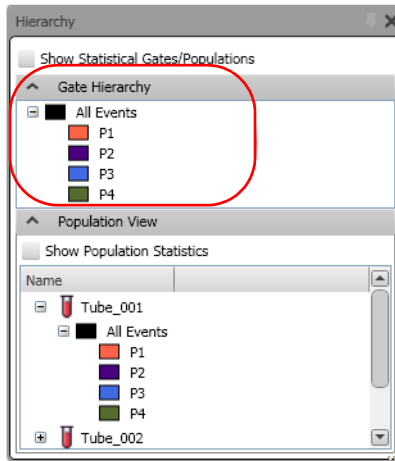 Hierarchy
Show Statistical Gates/Populations
Gate Hierarchy
All Events
P1
P2
P3
P4
Population View
Show Population Statistics
Name
Tube_001
All Events
P1
P2
P3
P4
Tube_002